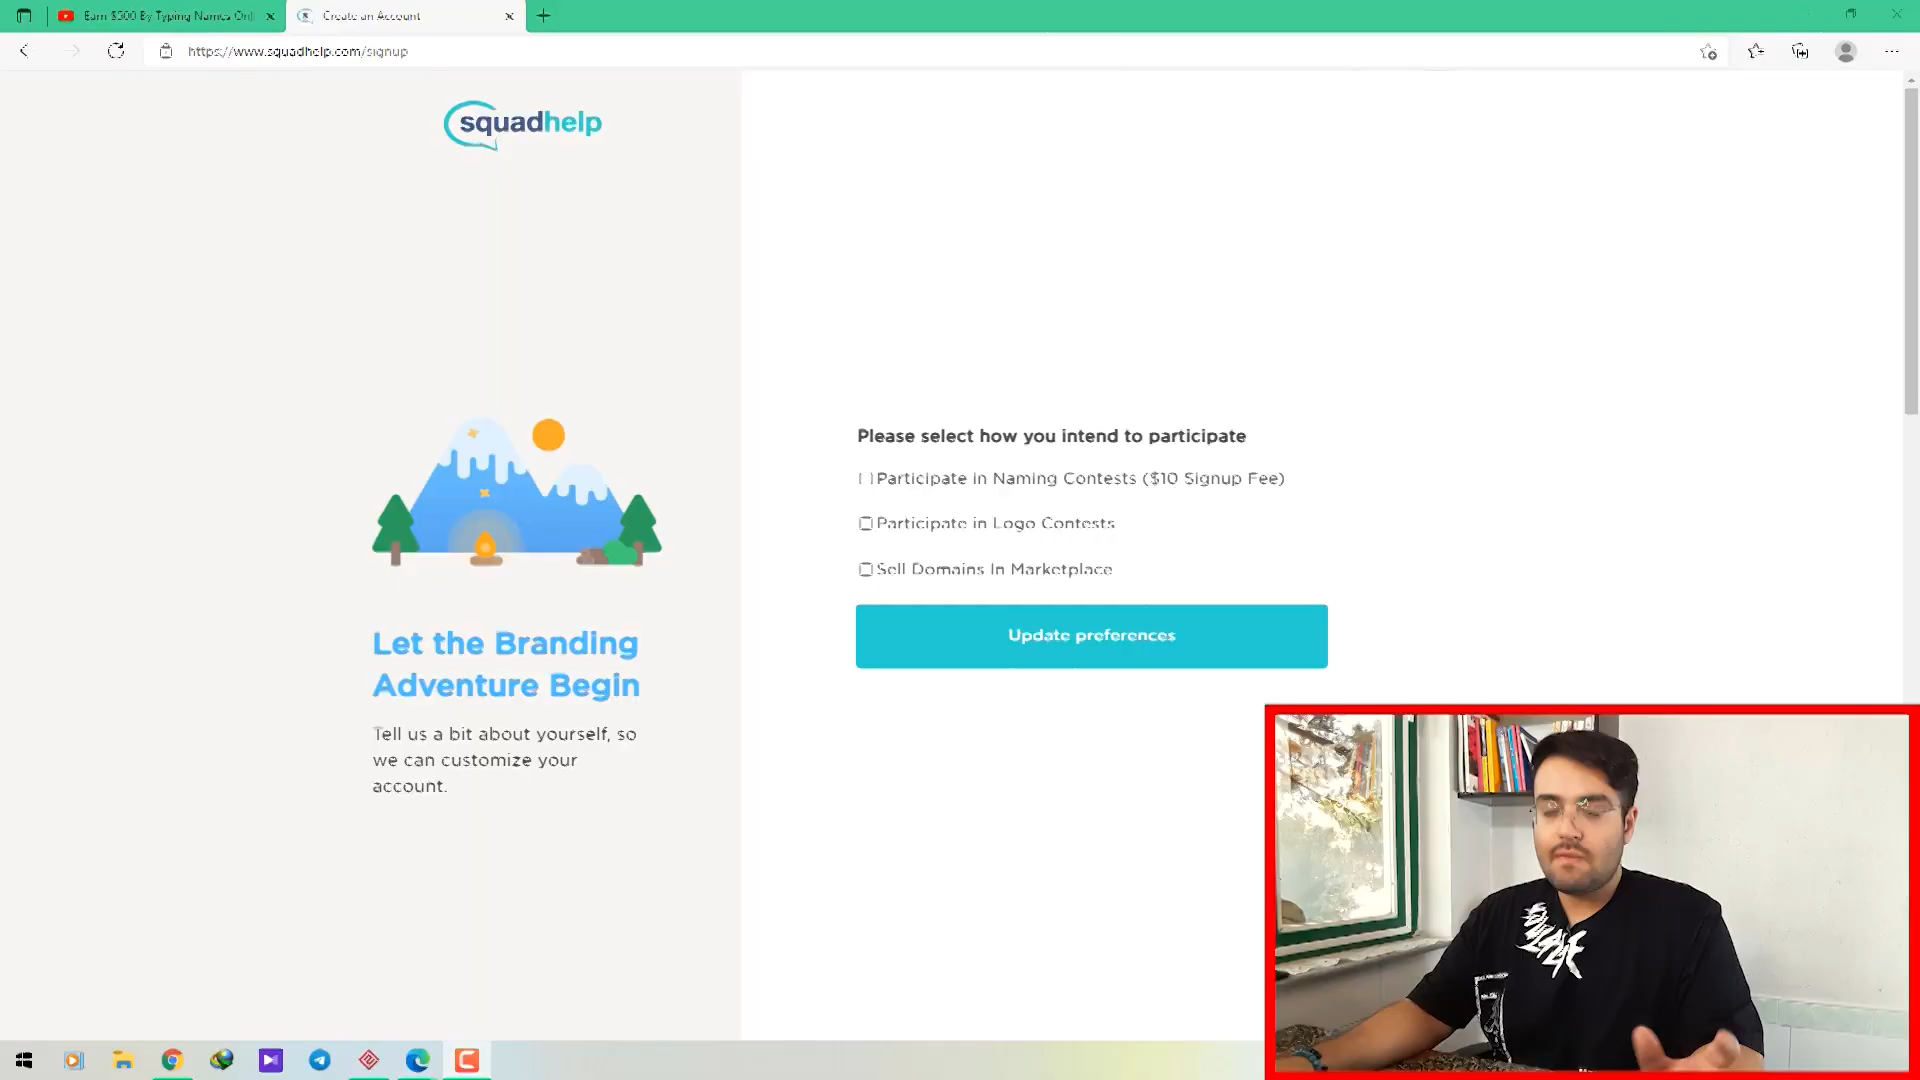 Earn $500 By Typing Names Onli
Create an Account
https://www.squadhelp.com/signup
squadhelp
Please select how you intend to participate
Participate in Naming Contests ($10 Signup Fee)
Participate in Logo Contests
Sell Domains In Marketplace
Update preferences
Let the Branding
Adventure Begin
Tell us a bit about yourself, so
we can customize your
account.